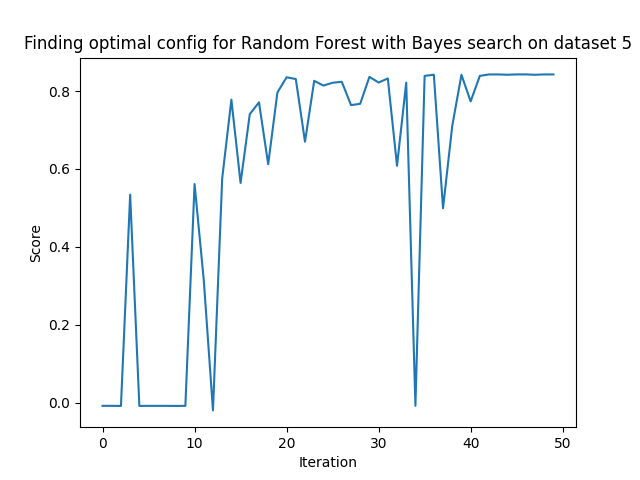 Finding optimal config for Random Forest with Bayes search on dataset 5
Score
0.8
0.6
0.4
0.2
0.0
0 10 20 30 40 50
Iteration